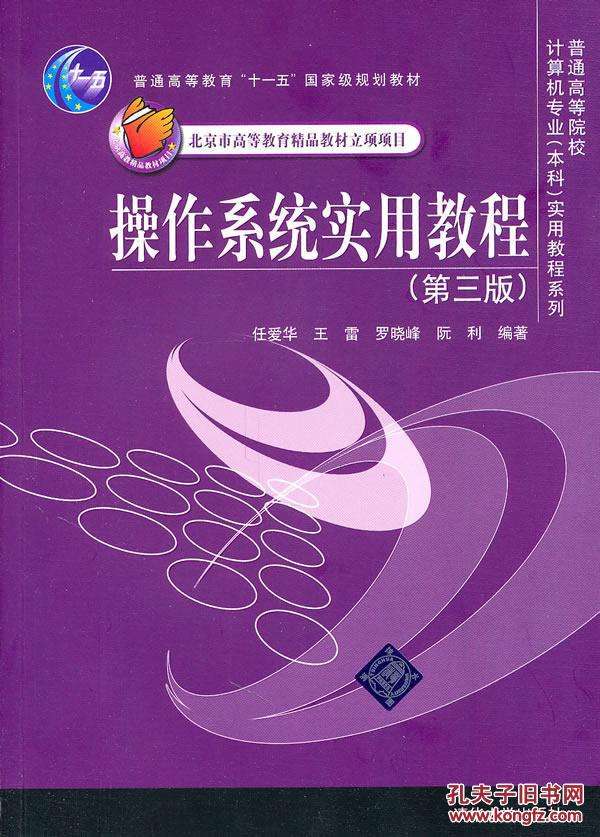 十一五
普通高等教育“十一五”国家级规划教材
北京市高等教育精品教材立项项目
操作系统实用教程
（第三版）
任爱华 王 雷 罗晓峰 阮 利 编著
普通高等院校
计算机专业（本科）实用教程系列
孔夫子旧书网
www.kongfz.com